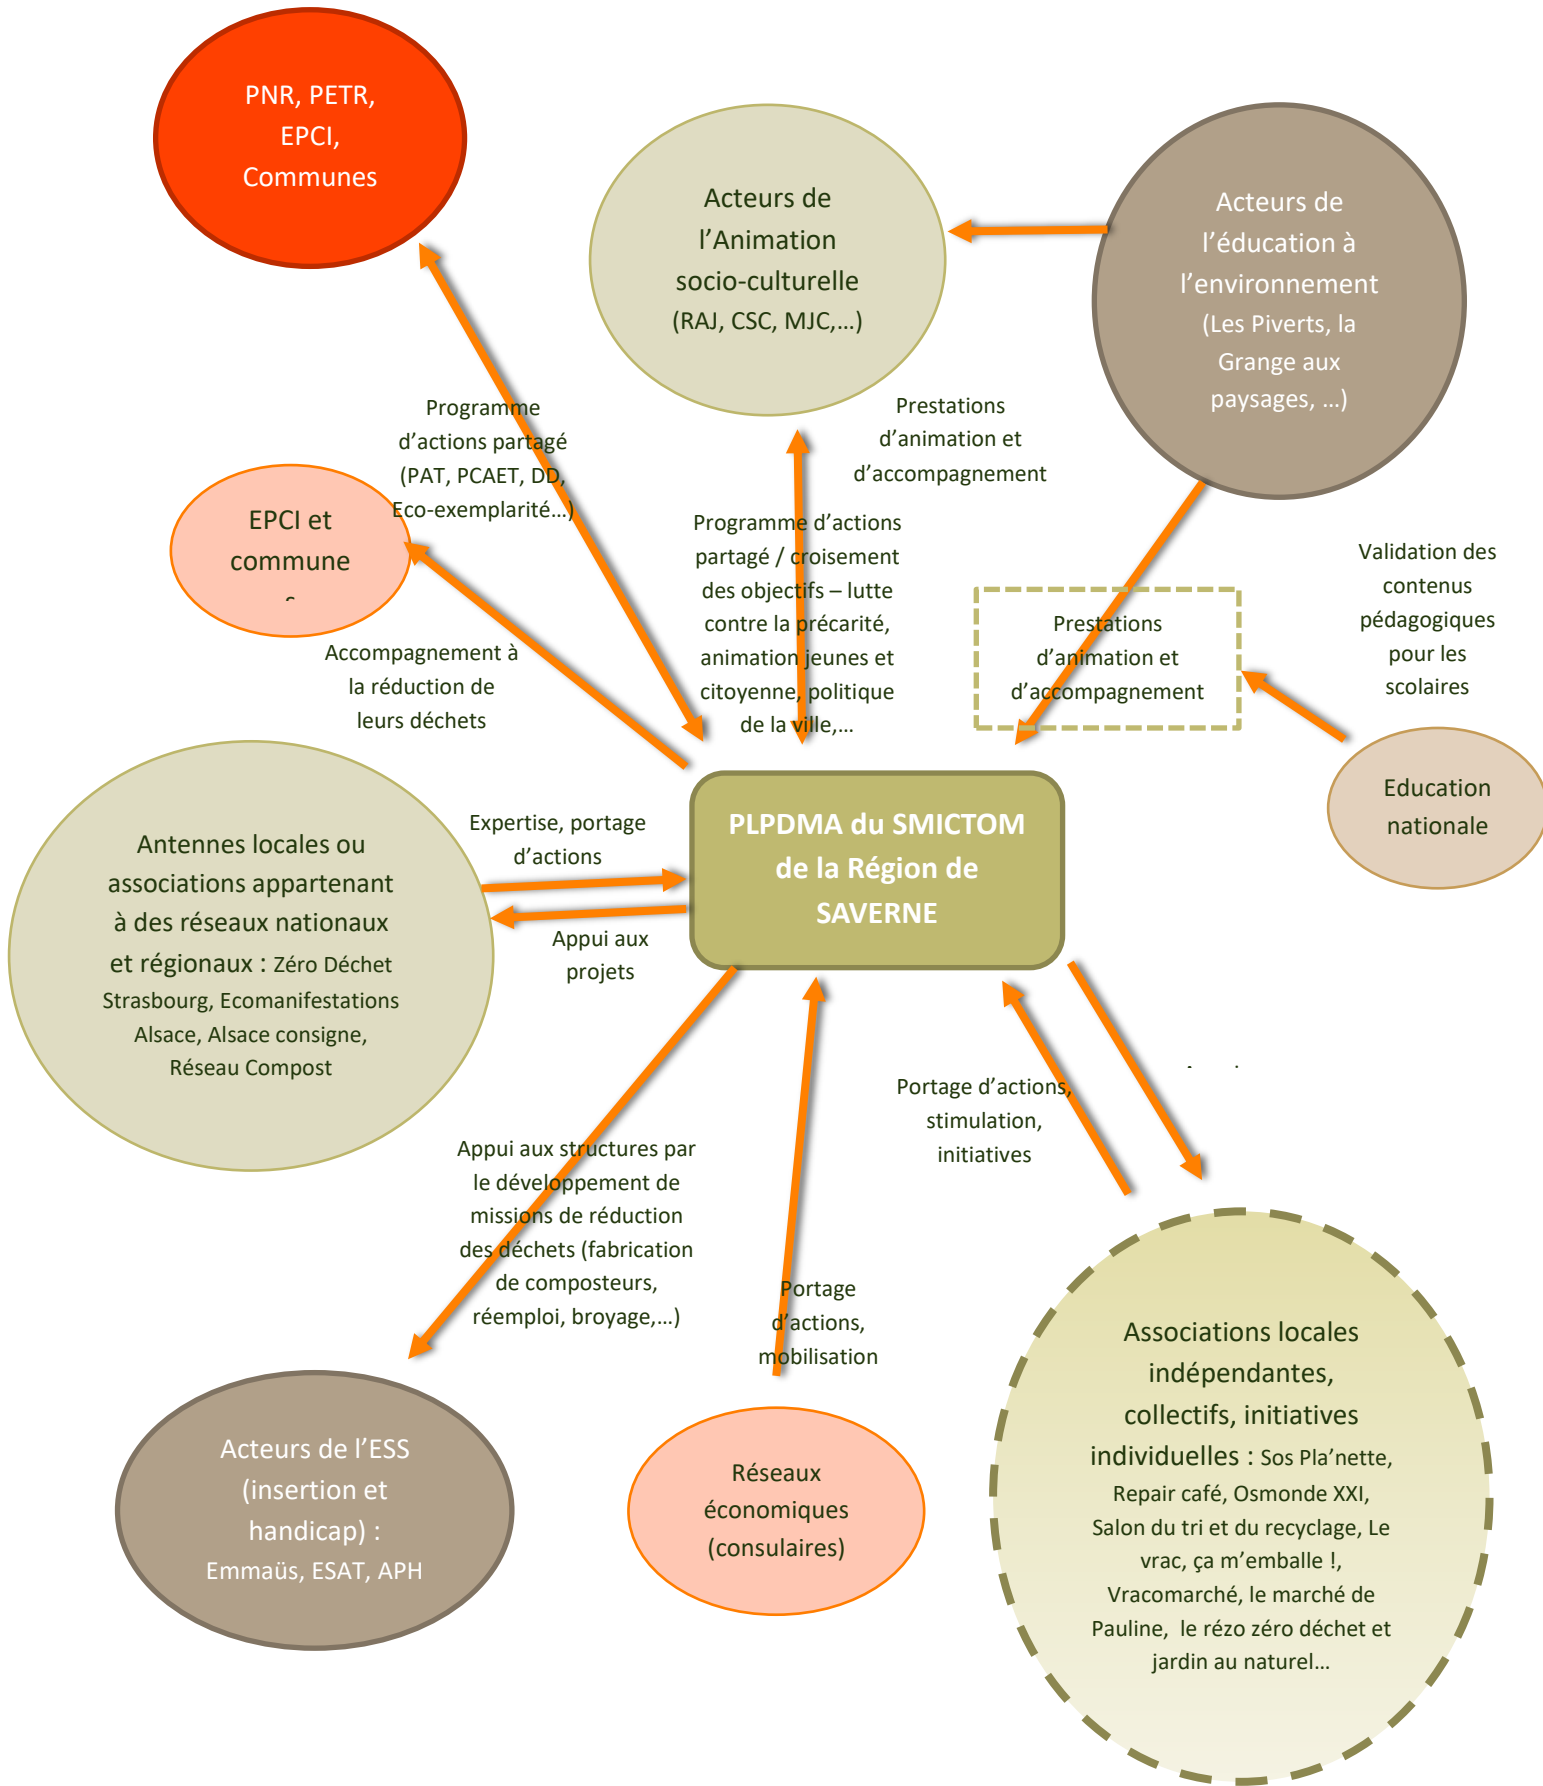 PNR, PETR,
EPCI,
Communes
Acteurs de
l’Animation
socio-culturelle
(RAJ, CSC, MJC,…)
Acteurs de
l’éducation à
l’environnement
(Les Piverts, la
Grange aux
paysages, …)
Programme
d’actions partagé
(PAT, PCAET, DD,
Eco-exemplarité…)
Prestations
d’animation et
d’accompagnement
EPCI et
commune
Programme d’actions
partagé / croisement
des objectifs – lutte
contre la précarité,
animation jeunes et
citoyenne, politique
de la ville,…
Prestations
d’animation et
d’accompagnement
Validation des
contenus
pédagogiques
pour les
scolaires
Accompagnement à
la réduction de
leurs déchets
Education
nationale
PLPDMA du SMICTOM
de la Région de
SAVERNE
Antennes locales ou
associations appartenant
à des réseaux nationaux
et régionaux : Zéro Déchet
Strasbourg, Ecomanifestations
Alsace, Alsace consigne,
Réseau Compost
Expertise, portage
d’actions
Appui aux
projets
Portage d’actions,
stimulation,
initiatives
Appui aux structures par
le développement de
missions de réduction
des déchets (fabrication
de composteurs,
réemploi, broyage,…)
Portage
d’actions,
mobilisation
Acteurs de l’ESS
(insertion et
handicap) :
Emmaüs, ESAT, APH
Réseaux
économiques
(consulaires)
Associations locales
indépendantes,
collectifs, initiatives
individuelles : Sos Pla’nette,
Repair café, Osmonde XXI,
Salon du tri et du recyclage, Le
vrac, ça m’emballe !,
Vracomarché, le marché de
Pauline,  le rézo zéro déchet et
jardin au naturel…